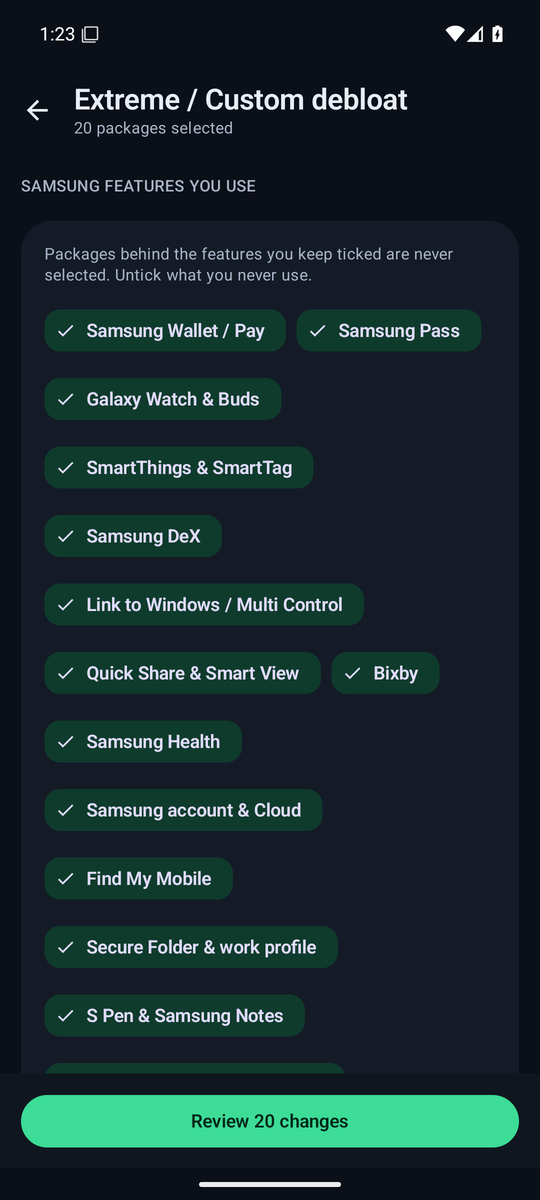 1:23
Extreme / Custom debloat
20 packages selected
SAMSUNG FEATURES YOU USE
Packages behind the features you keep ticked are never
selected. Untick what you never use.
Samsung Wallet / Pay
Samsung Pass
Galaxy Watch & Buds
SmartThings & SmartTag
Samsung DeX
Link to Windows / Multi Control
Quick Share & Smart View
Bixby
Samsung Health
Samsung account & Cloud
Find My Mobile
Secure Folder & work profile
S Pen & Samsung Notes
Review 20 changes